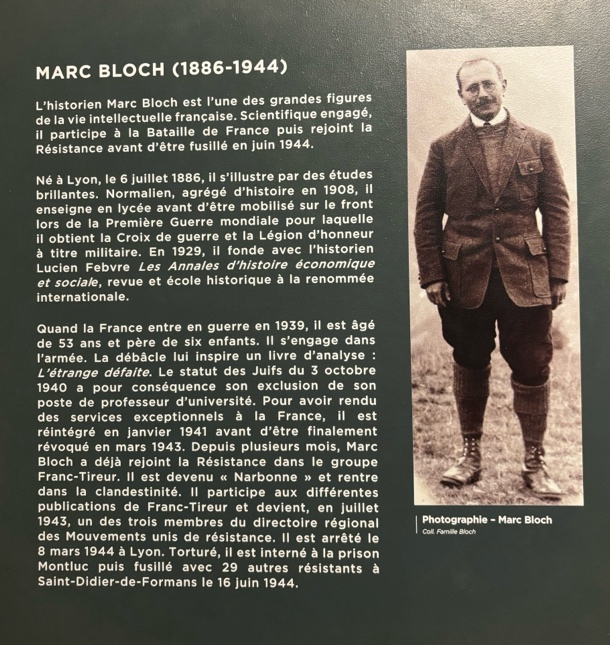 MARC BLOCH (1886-1944)
L'historien Marc Bloch est l'une des grandes figures
de la vie intellectuelle française. Scientifique engagé,
il participe à la Bataille de France puis rejoint la
Résistance avant d'être fusillé en juin 1944.
Né à Lyon, le 6 juillet 1886, il s'illustre par des études
brillantes. Normalien, agrégé d'histoire en 1908, il
enseigne en lycée avant d'être mobilisé sur le front
lors de la Première Guerre mondiale pour laquelle
il obtient la Croix de guerre et la Légion d'honneur
à titre militaire. En 1929, il fonde avec l'historien
Lucien Febvre Les Annales d'histoire économique
et sociale, revue et école historique à la renommée
internationale.
Quand la France entre en guerre en 1939, il est âgé
de 53 ans et père de six enfants. Il s'engage dans
l'armée. La débâcle lui inspire un livre d'analyse :
L'étrange défaite. Le statut des Juifs du 3 octobre
1940 a pour conséquence son exclusion de son
poste de professeur d'université. Pour avoir rendu
des services exceptionnels à la France, il est
réintégré en janvier 1941 avant d'être finalement
révoqué en mars 1943. Depuis plusieurs mois, Marc
Bloch a déjà rejoint la Résistance dans le groupe
Franc-Tireur. Il est devenu « Narbonne » et rentre
dans la clandestinité. Il participe aux différentes
publications de Franc-Tireur et devient, en juillet
1943, un des trois membres du directoire régional
des Mouvements unis de résistance. Il est arrêté le
8 mars 1944 à Lyon. Torturé, il est interné à la prison
Montluc puis fusillé avec 29 autres résistants à
Saint-Didier-de-Formans le 16 juin 1944.
Photographie – Marc Bloch
Coll. Famille Bloch